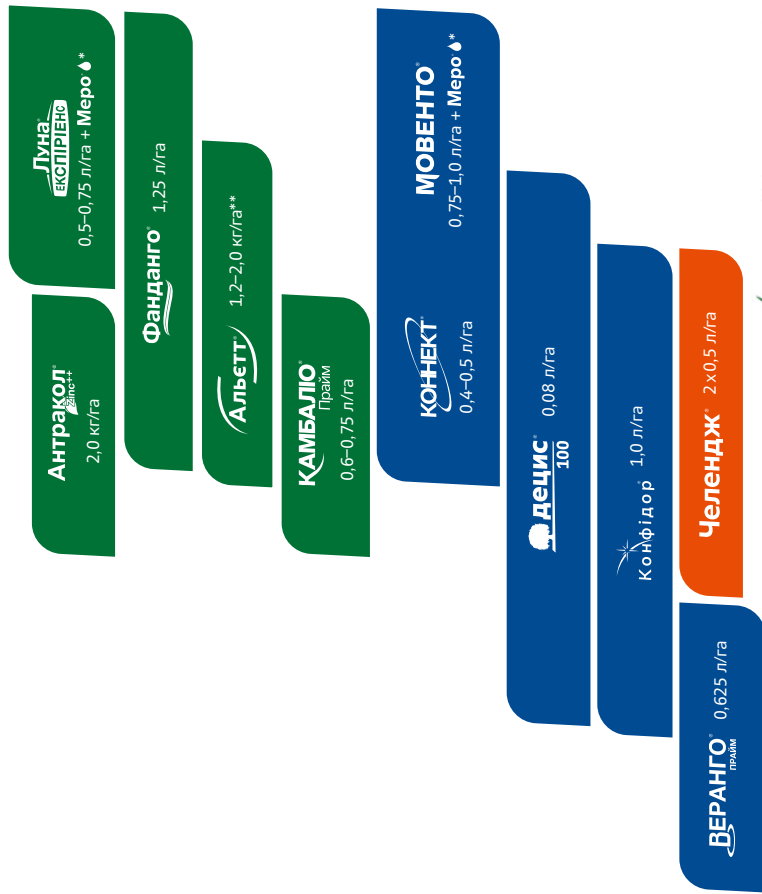 Антракол® Zinc++
2,0 кг/га
Луна®
ЕКСПІРІЕНС
0,5–0,75 л/га + Меро*
Фанданго® 1,25 л/га
Альєтт® 1,2–2,0 кг/га**
КАМБАЛІО®
Прайм
0,6–0,75 л/га
КОННЕКТ®
0,4–0,5 л/га
МОВЕНТО®
0,75–1,0 л/га + Меро*
децис® 0,08 л/га
100
Конфідор® 1,0 л/га
Челендж® 2 x 0,5 л/га
ВЕРАНГО® 0,625 л/га
ПРАЙМ